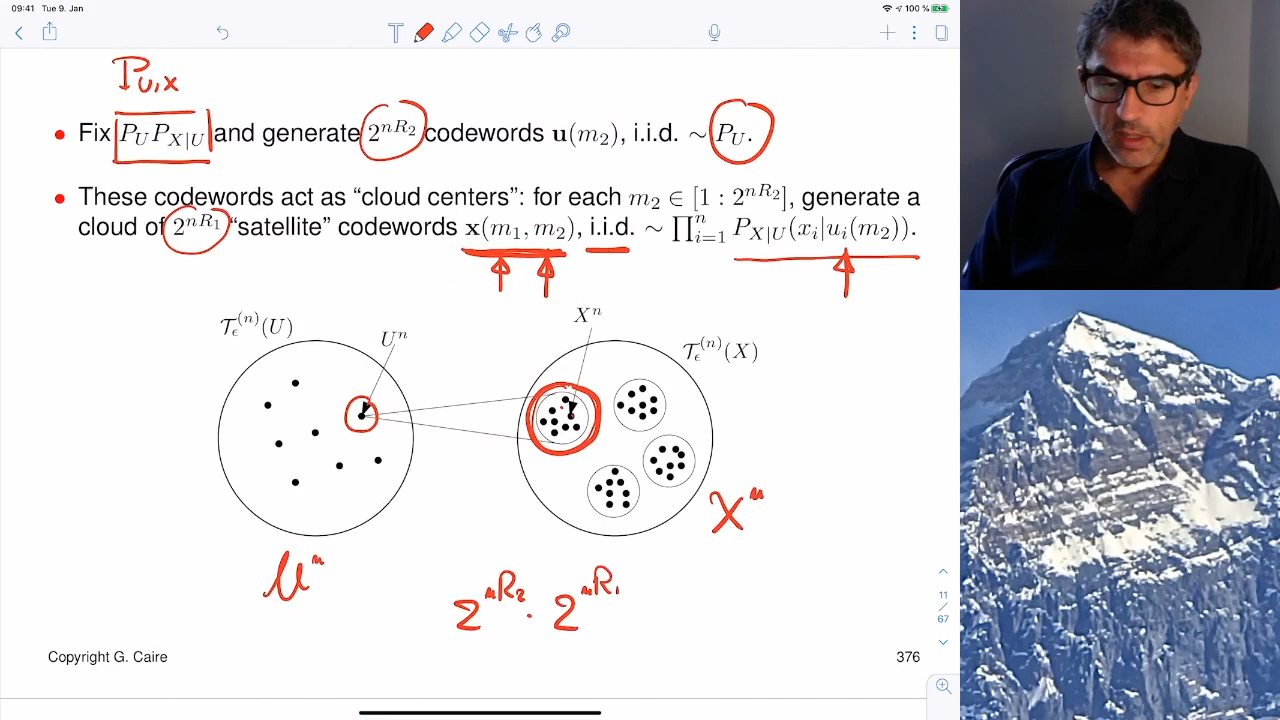 09:41 Tue 9. Jan
100 %
T
P_{U,X}
• Fix P_U P_{X|U} and generate 2^{nR_2} codewords u(m_2), i.i.d. ∼ P_U.
• These codewords act as “cloud centers”: for each m_2 ∈ [1 : 2^{nR_2}], generate a
cloud of 2^{nR_1} “satellite” codewords x(m_1, m_2), i.i.d. ∼ ∏_{i=1}^n P_{X|U}(x_i|u_i(m_2)).
T_ϵ^{(n)}(U)
U^n
X^n
T_ϵ^{(n)}(X)
U^n
X^n
2^{nR_2} · 2^{nR_1}
11
/
67
Copyright G. Caire
376